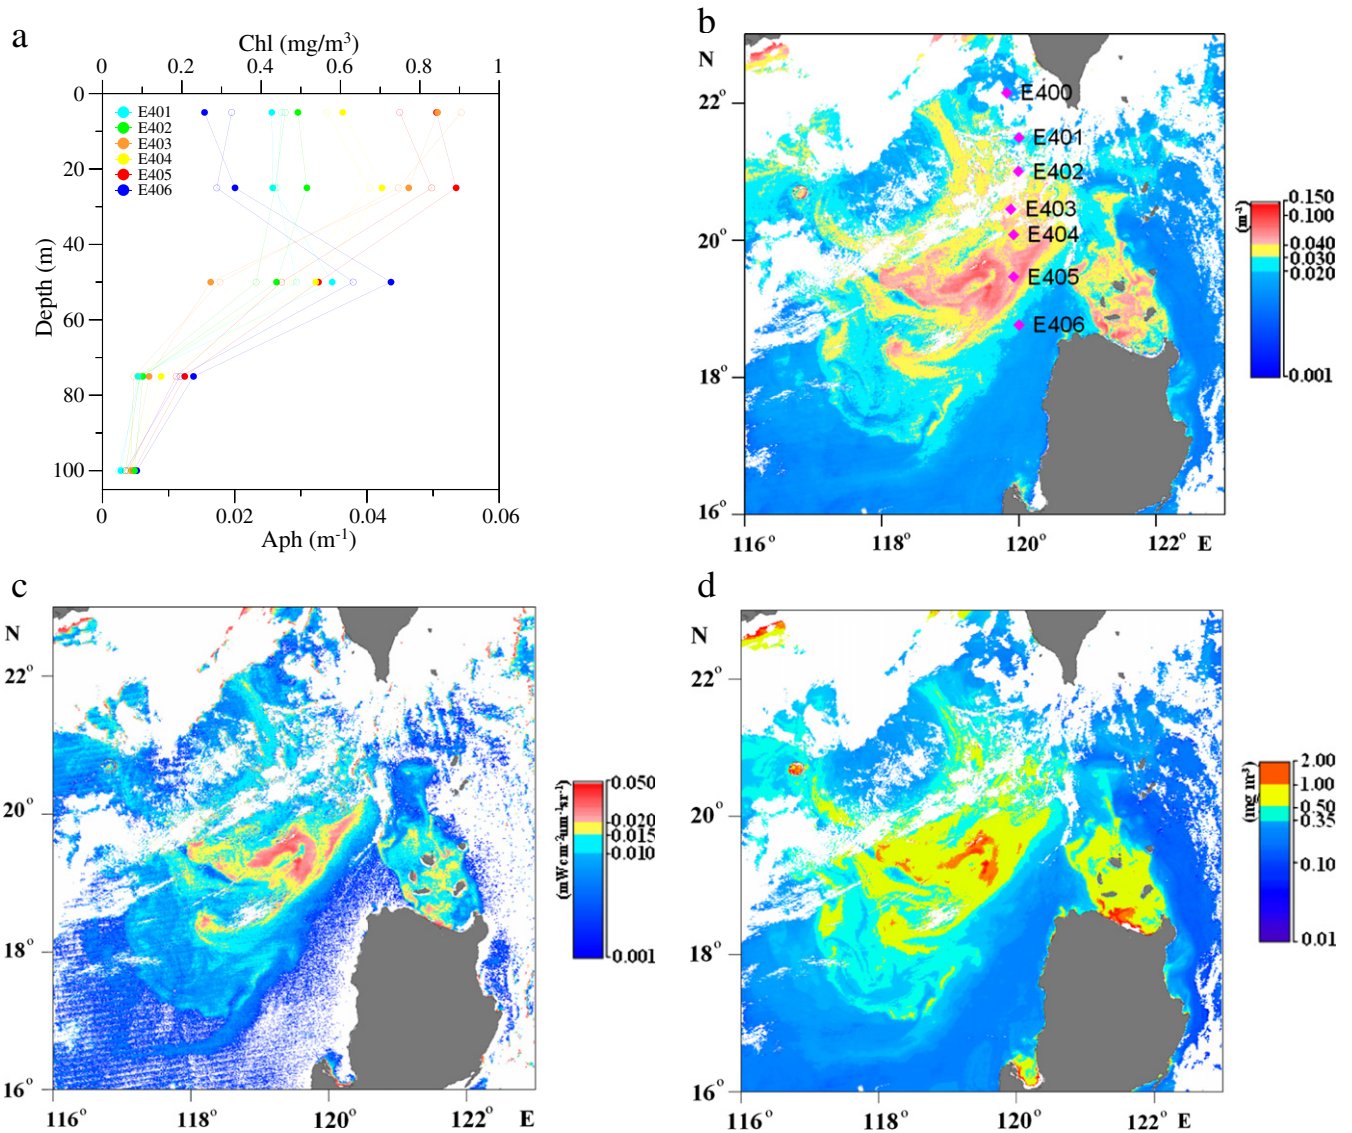 a
Chl (mg/m³)
0 0.2 0.4 0.6 0.8 1
0
20
40
60
80
100
Depth (m)
E401
E402
E403
E404
E405
E406
0 0.02 0.04 0.06
Aph (m⁻¹)
b
N
22°
20°
18°
16°
116° 118° 120° 122° E
E400
E401
E402
E403
E404
E405
E406
(m⁻¹)
0.150
0.100
0.040
0.030
0.020
0.001
c
N
22°
20°
18°
16°
116° 118° 120° 122° E
(mWcm⁻²um⁻¹sr⁻¹)
0.050
0.020
0.015
0.010
0.001
d
N
22°
20°
18°
16°
116° 118° 120° 122° E
2.00
1.00
0.50
0.35
0.10
0.01